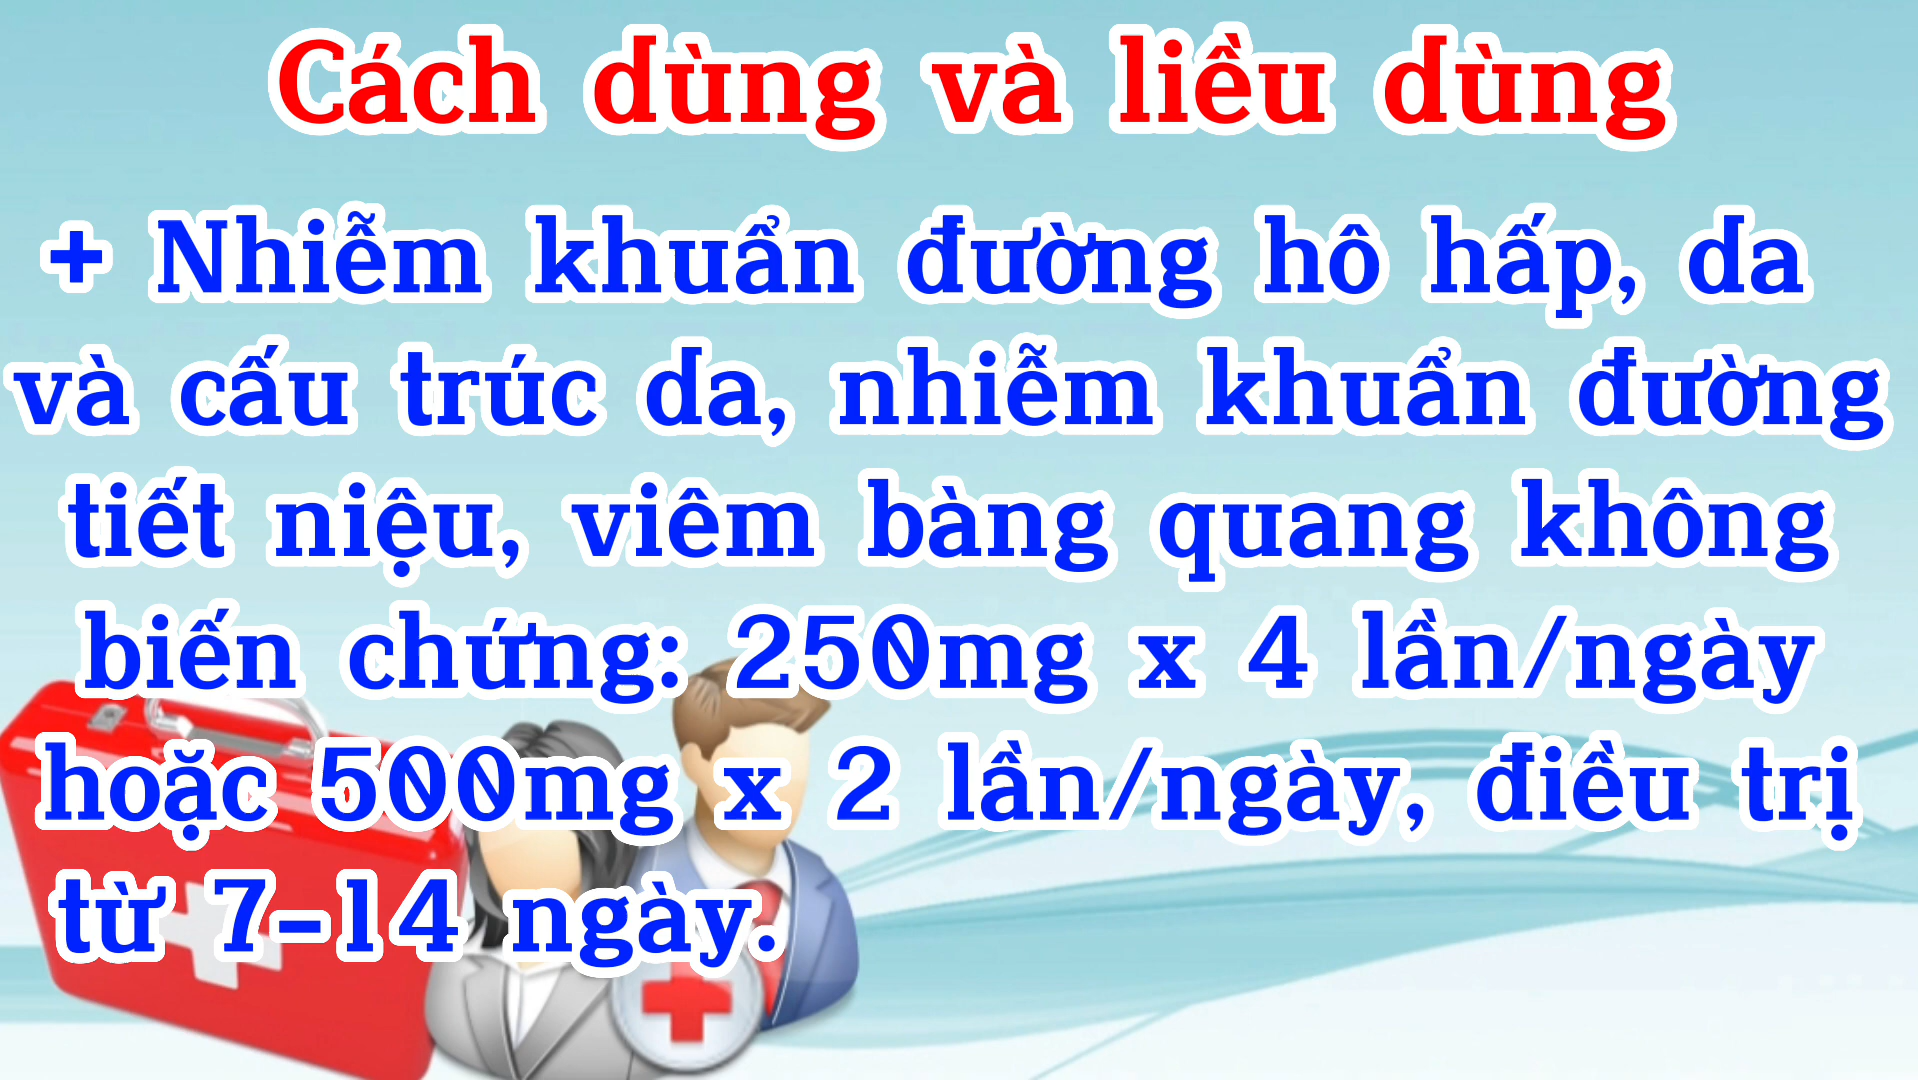 Cách dùng và liều dùng
+ Nhiễm khuẩn đường hô hấp, da
và cấu trúc da, nhiễm khuẩn đường
tiết niệu, viêm bàng quang không
biến chứng: 250mg x 4 lần/ngày
hoặc 500mg x 2 lần/ngày, điều trị
từ 7-14 ngày.